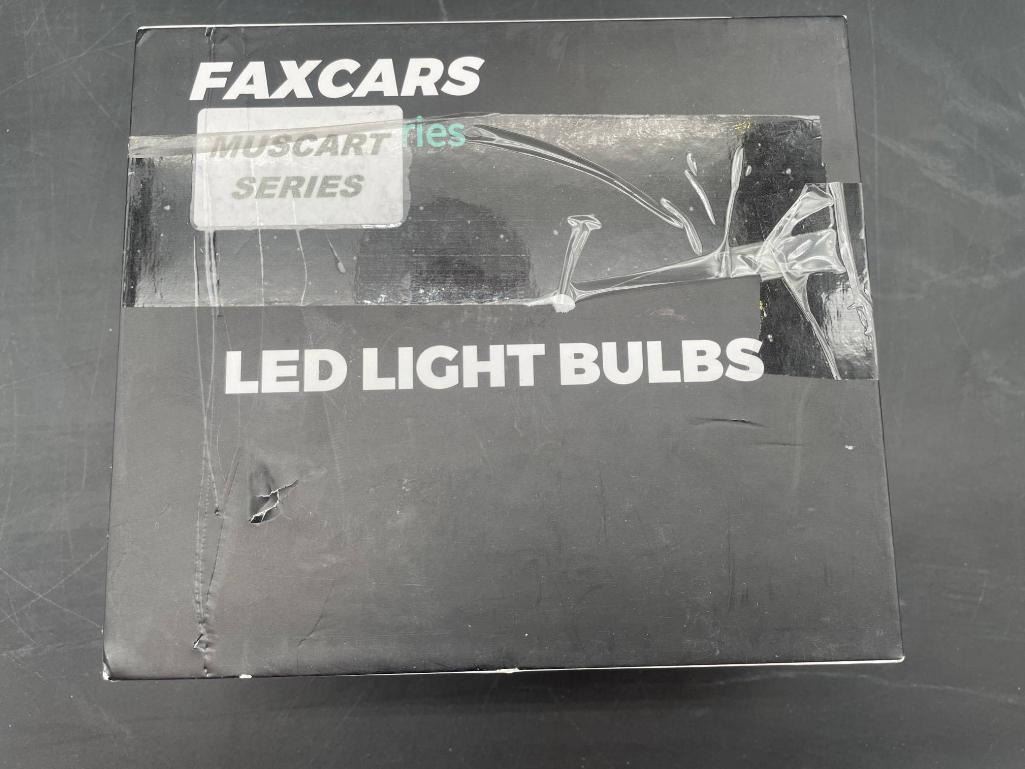 FAXCARS
MUSCART ries
SERIES
LED LIGHT BULBS